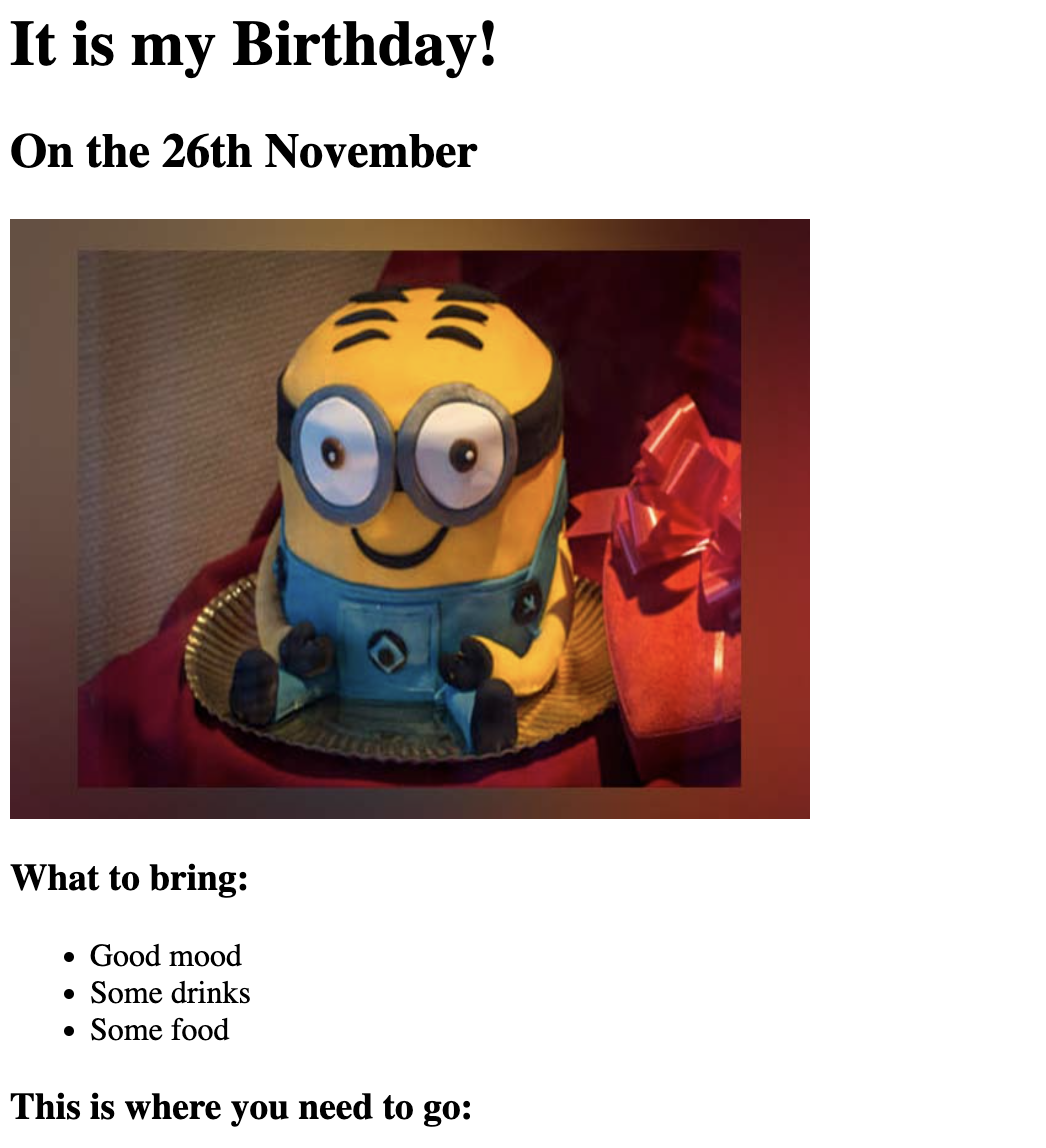 It is my Birthday!
On the 26th November
What to bring:
Good mood
Some drinks
Some food
This is where you need to go: